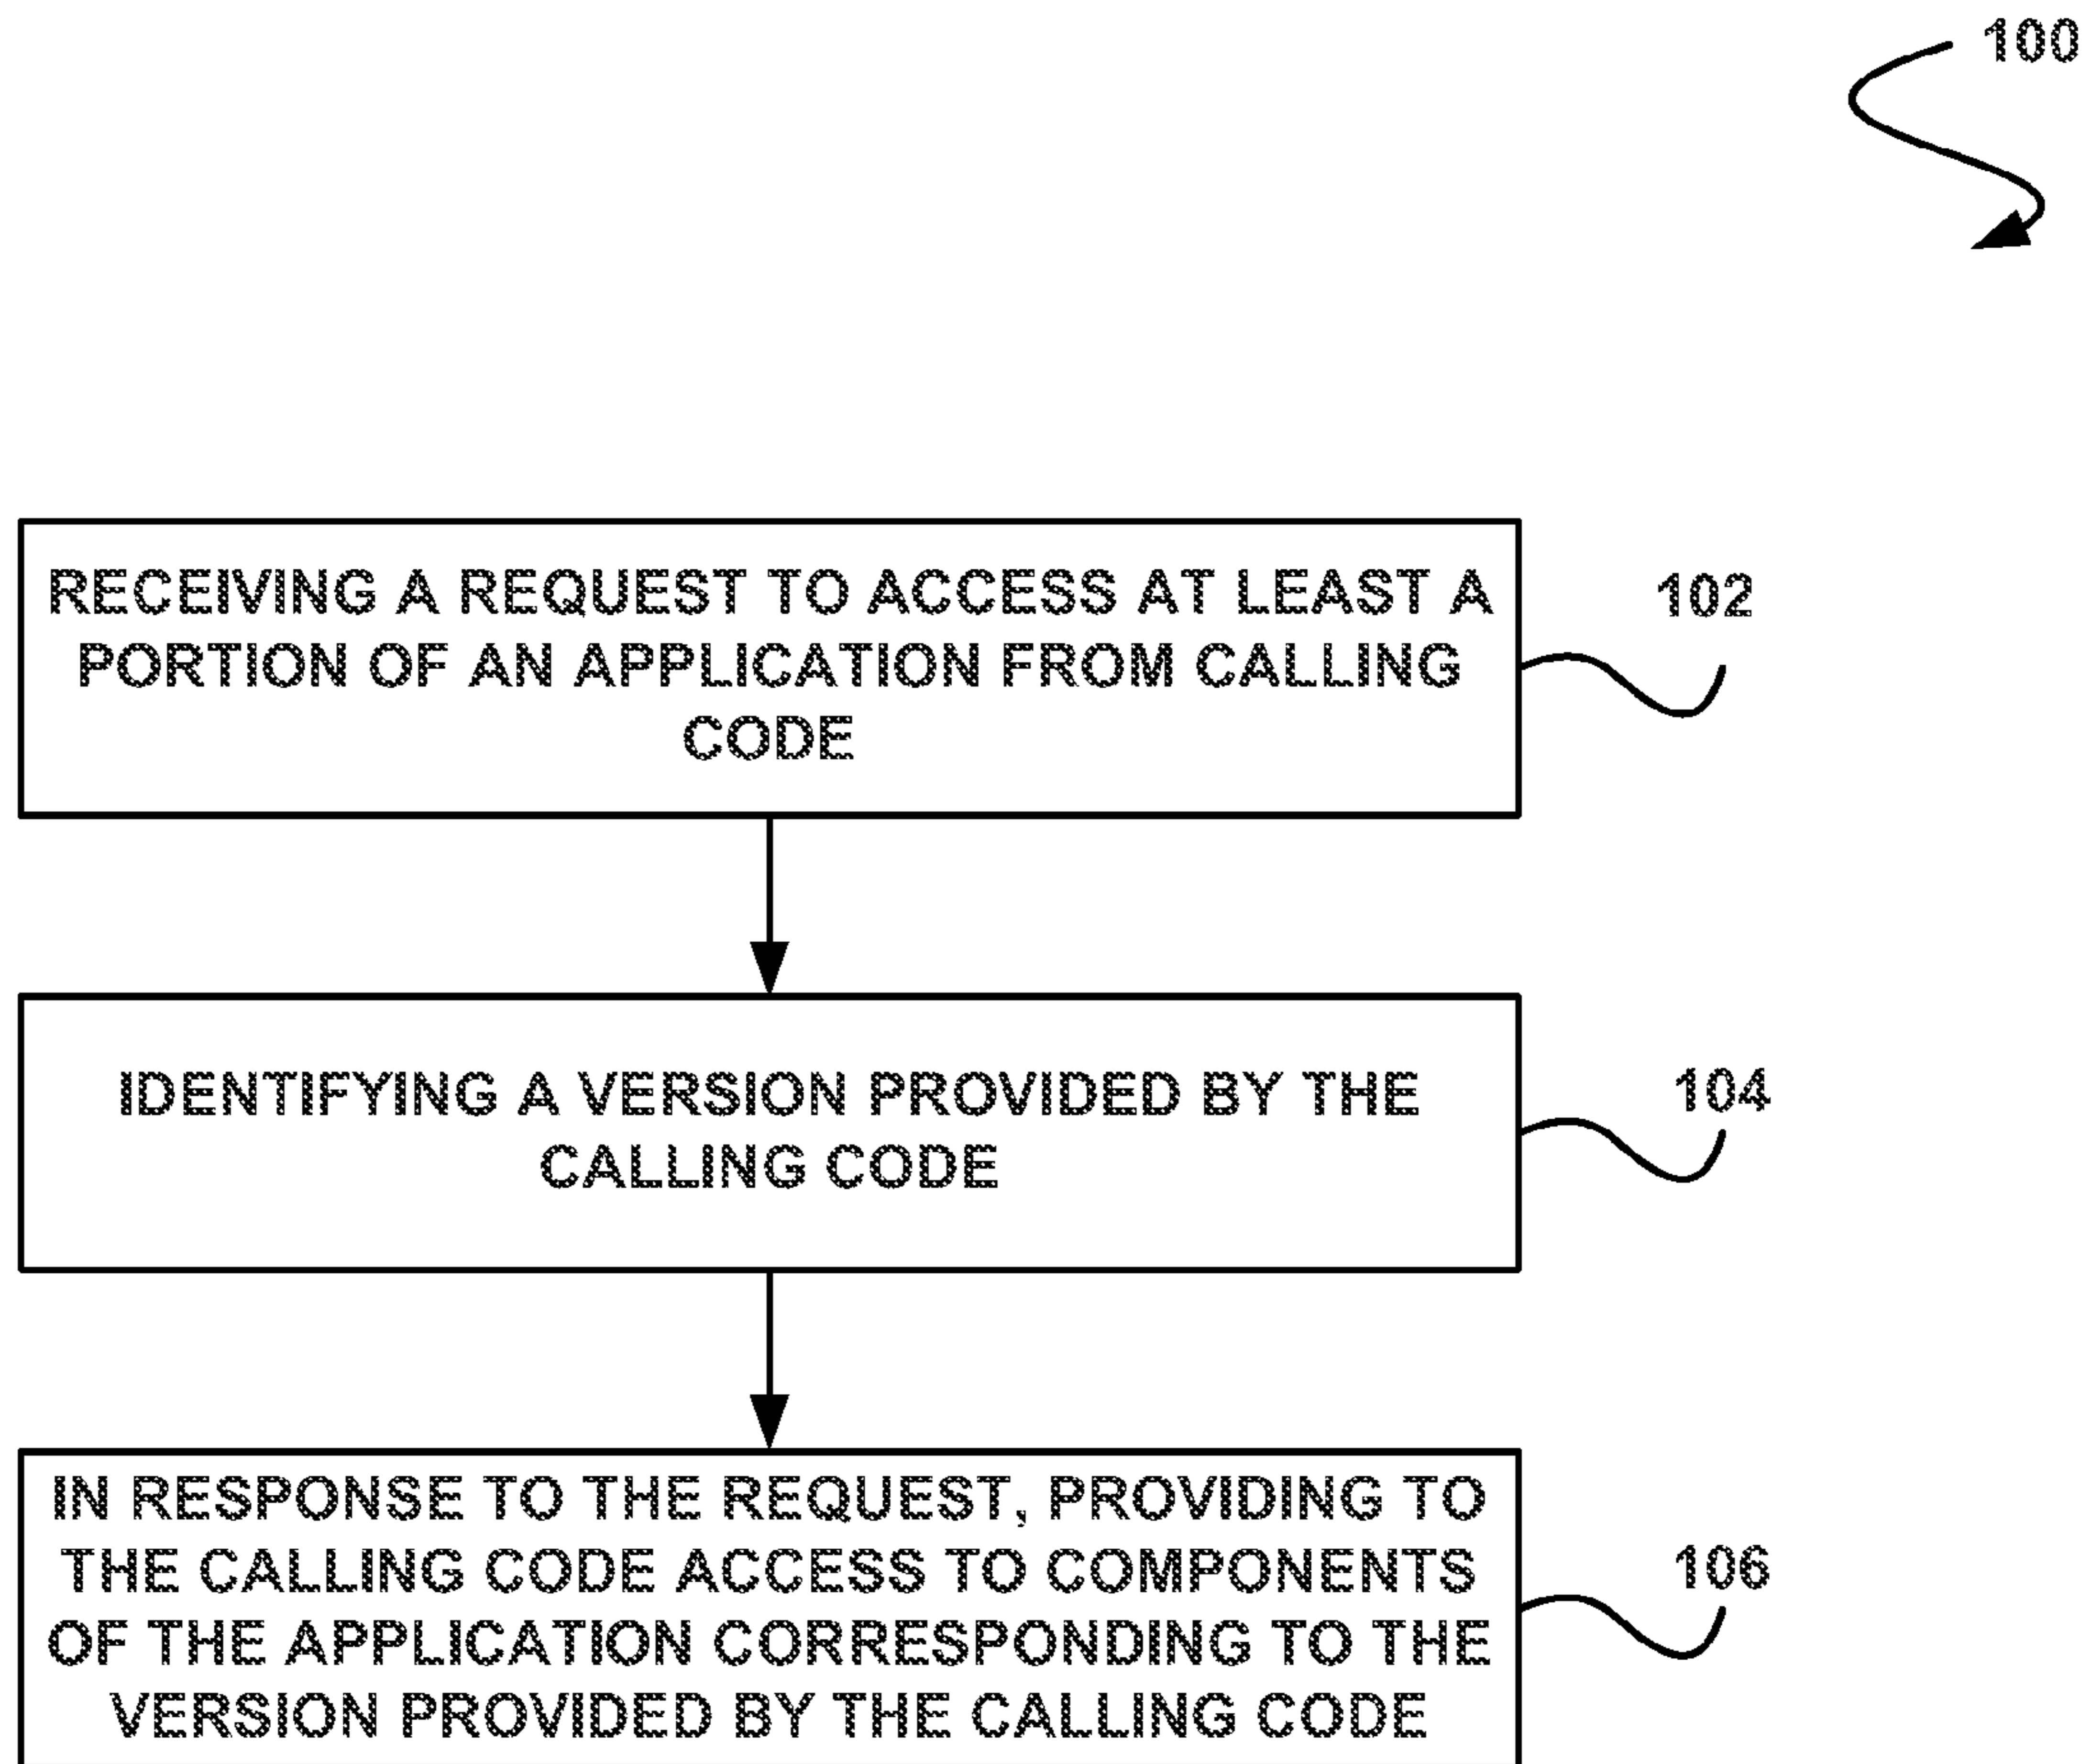 100
RECEIVING A REQUEST TO ACCESS AT LEAST A
PORTION OF AN APPLICATION FROM CALLING
CODE
102
IDENTIFYING A VERSION PROVIDED BY THE
CALLING CODE
104
IN RESPONSE TO THE REQUEST, PROVIDING TO
THE CALLING CODE ACCESS TO COMPONENTS
OF THE APPLICATION CORRESPONDING TO THE
VERSION PROVIDED BY THE CALLING CODE
106